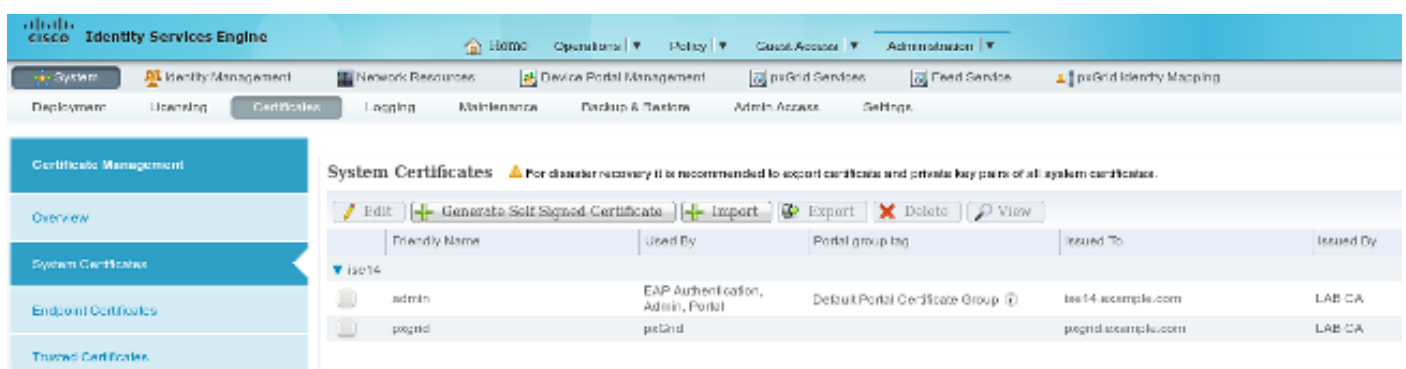 CISCO Identity Services Engine
Home Operations Policy Guest Access Administration
System Identity Management Network Resources Device Portal Management pxGrid Services Feed Service pxGrid Identity Mapping
Deployment Licensing Certificates Logging Maintenance Backup & Restore Admin Access Settings
Certificate Management
Overview
System Certificates
Endpoint Certificates
Trusted Certificates
System Certificates For disaster recovery it is recommended to export certificate and private key pairs of all system certificates.
Edit Generate Self Signed Certificate Import Export Delete View
Friendly Name Used By Portal group tag Issued To Issued By
ise14
admin EAP Authentication, Admin, Portal Default Portal Certificate Group ise14.example.com LAB CA
pxgrid pxGrid pxgrid.example.com LAB CA